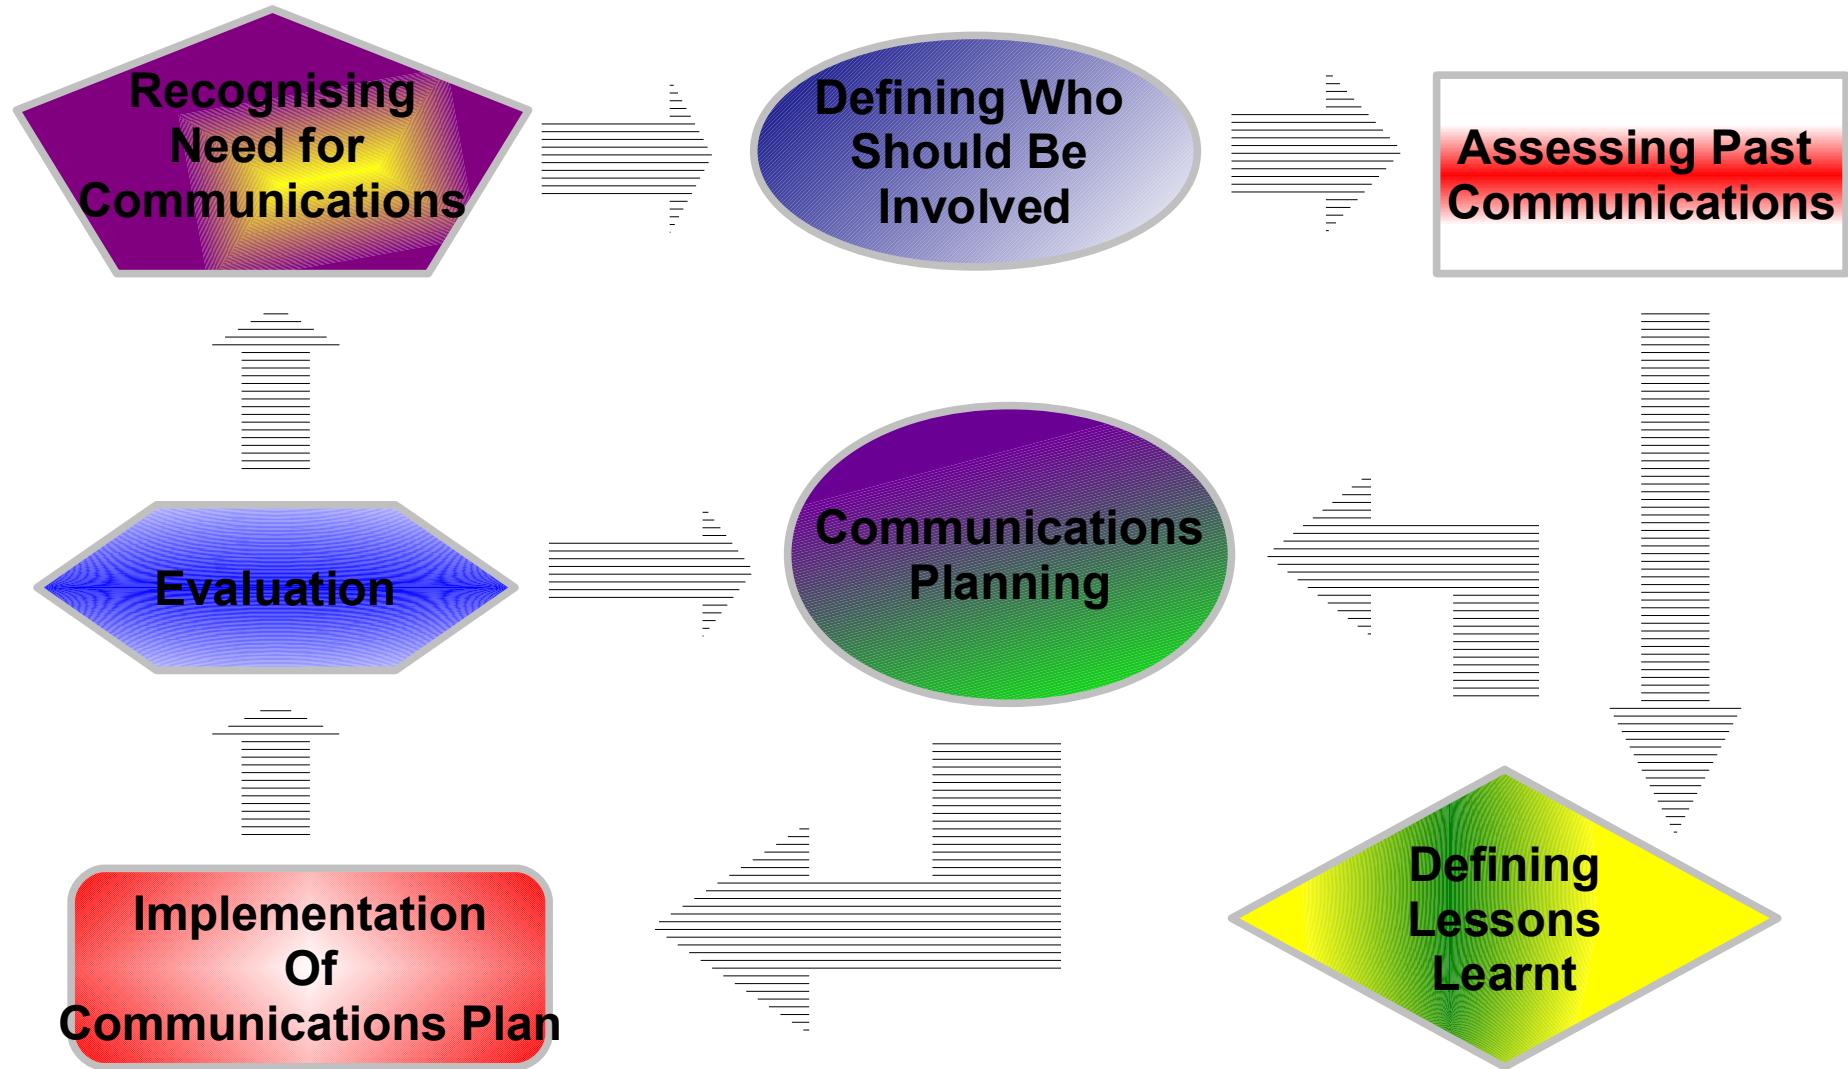 Recognising
Need for
Communications
Defining Who
Should Be
Involved
Assessing Past
Communications
Communications
Planning
Evaluation
Implementation
Of
Communications Plan
Defining
Lessons
Learnt